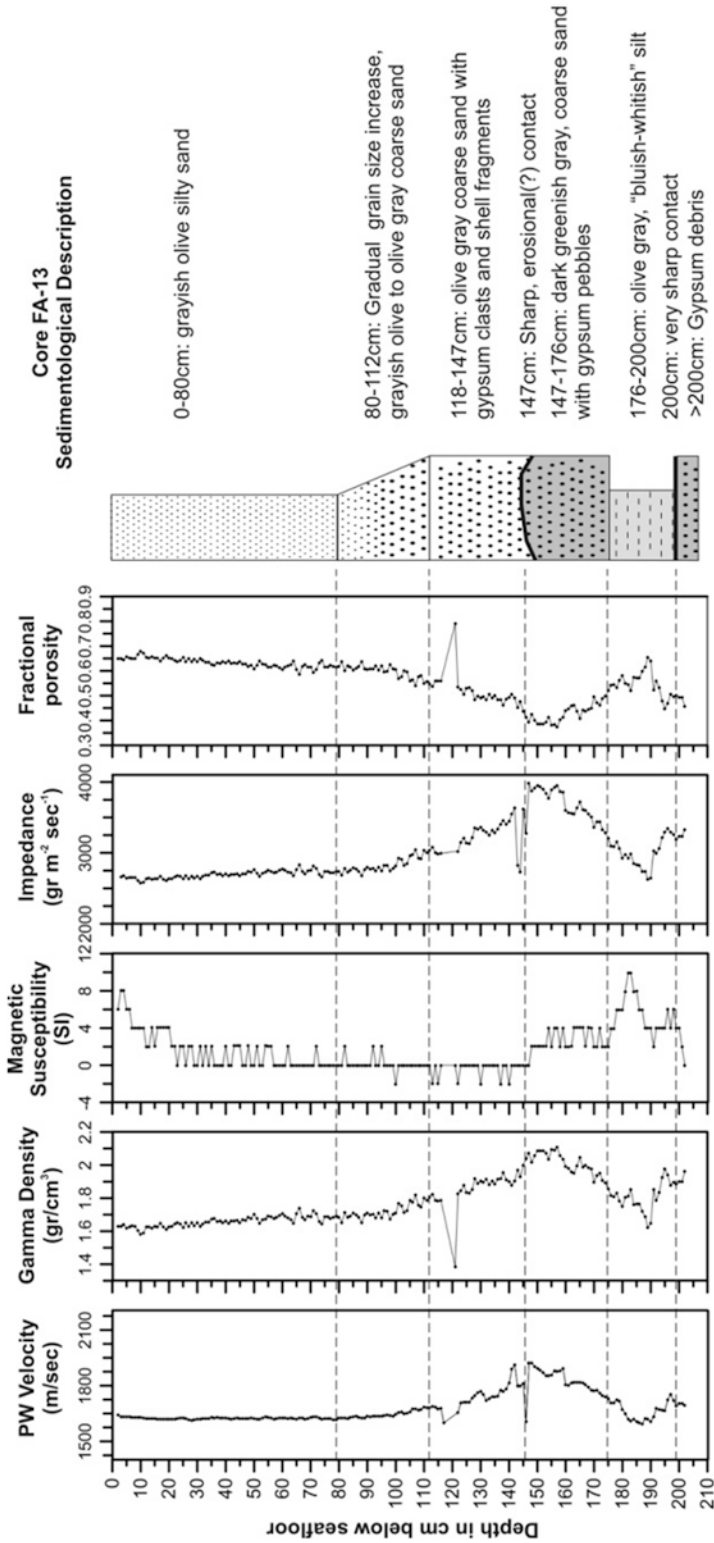 Core FA-13
Sedimentological Description
0-80cm: grayish olive silty sand
80-112cm: Gradual grain size increase,
grayish olive to olive gray coarse sand
118-147cm: olive gray coarse sand with
gypsum clasts and shell fragments
147cm: Sharp, erosional(?) contact
147-176cm: dark greenish gray, coarse sand
with gypsum pebbles
176-200cm: olive gray, "bluish-whitish" silt
200cm: very sharp contact
>200cm: Gypsum debris
Fractional
porosity
0.3 0.4 0.5 0.6 0.7 0.8 0.9
Impedance
(gr m⁻² sec⁻¹)
2000 3000 4000
Magnetic
Susceptibility
(SI)
-4 0 4 8 12
Gamma Density
(gr/cm³)
1.4 1.6 1.8 2 2.2
PW Velocity
(m/sec)
1500 1800 2100
Depth in cm below seafloor
0 10 20 30 40 50 60 70 80 90 100 110 120 130 140 150 160 170 180 190 200 210